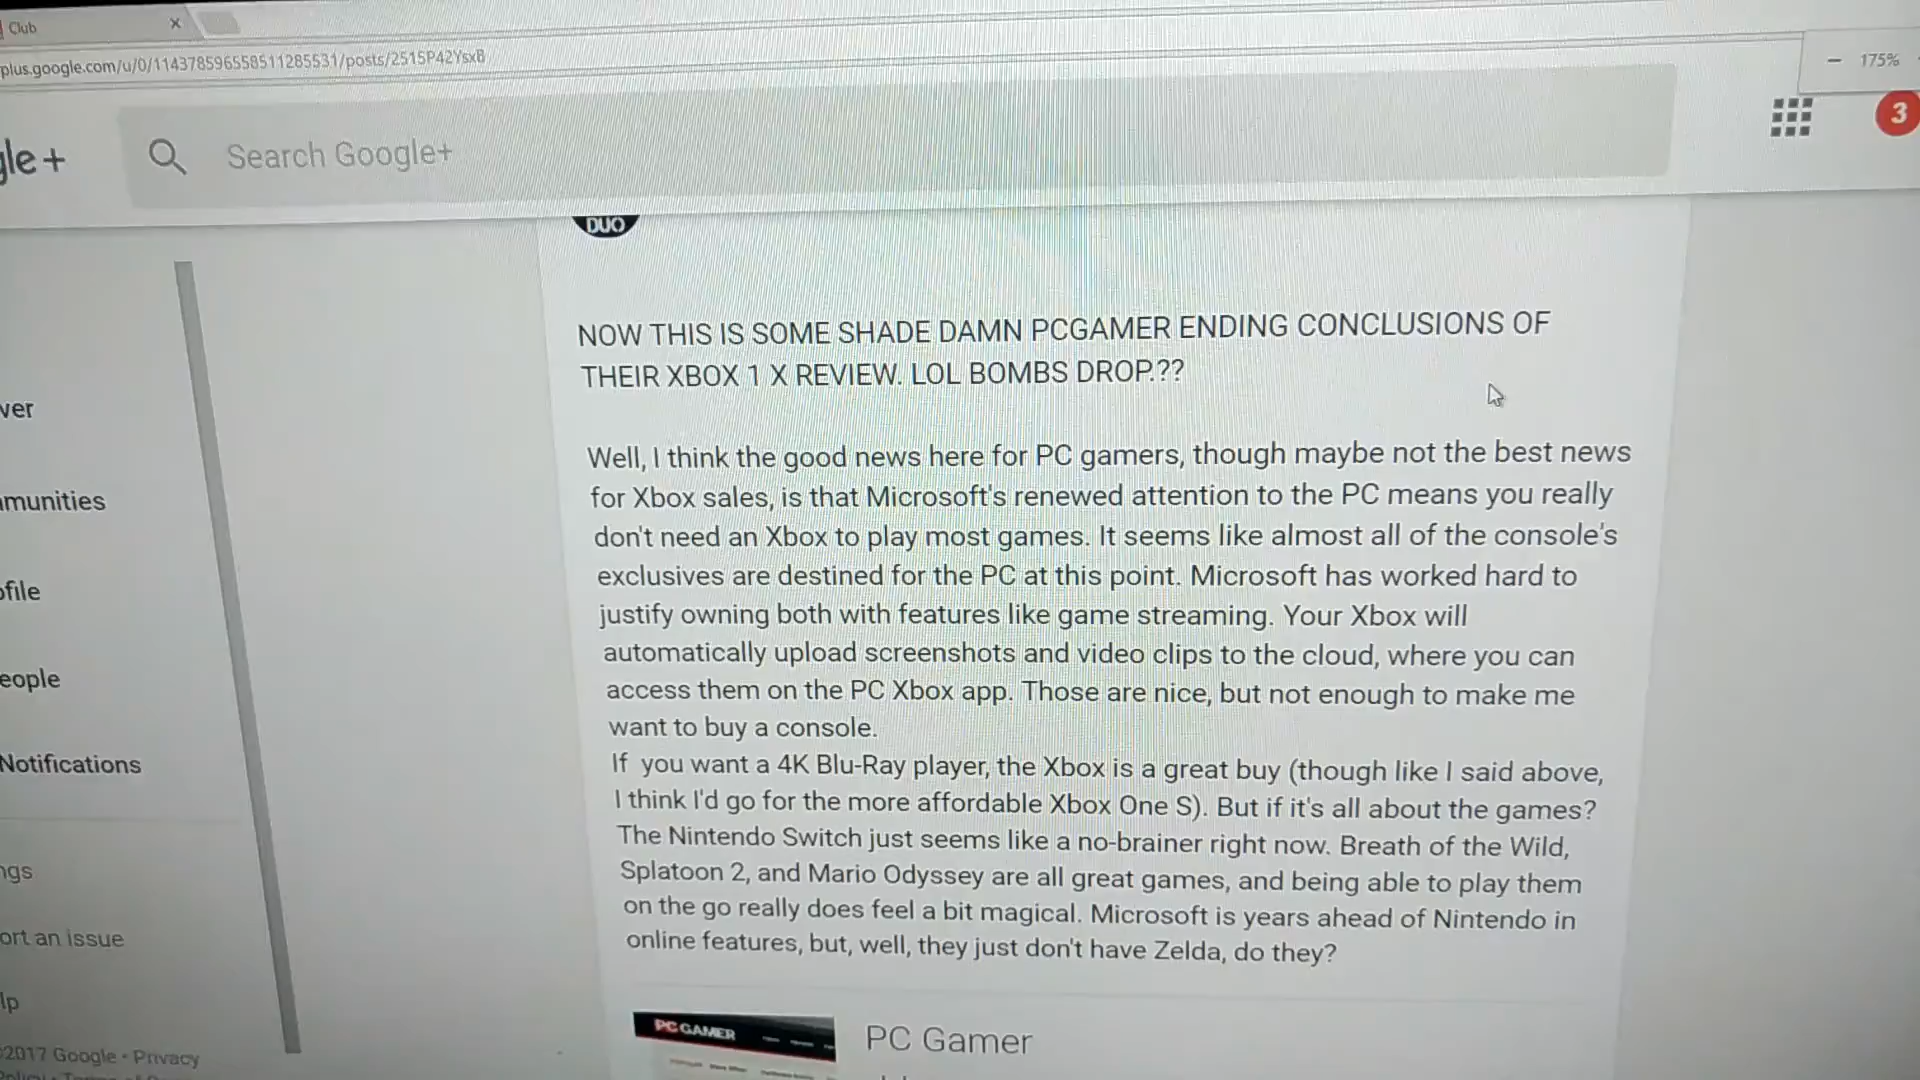 Club
plus.google.com/u/0/114378596558511285531/posts/2515P42YsxB
175%
gle+
Search Google+
3
DUO
NOW THIS IS SOME SHADE DAMN PCGAMER ENDING CONCLUSIONS OF
THEIR XBOX 1 X REVIEW. LOL BOMBS DROP.??
Well, I think the good news here for PC gamers, though maybe not the best news
for Xbox sales, is that Microsoft's renewed attention to the PC means you really
don't need an Xbox to play most games. It seems like almost all of the console's
exclusives are destined for the PC at this point. Microsoft has worked hard to
justify owning both with features like game streaming. Your Xbox will
automatically upload screenshots and video clips to the cloud, where you can
access them on the PC Xbox app. Those are nice, but not enough to make me
want to buy a console.
If you want a 4K Blu-Ray player, the Xbox is a great buy (though like I said above,
I think I'd go for the more affordable Xbox One S). But if it's all about the games?
The Nintendo Switch just seems like a no-brainer right now. Breath of the Wild,
Splatoon 2, and Mario Odyssey are all great games, and being able to play them
on the go really does feel a bit magical. Microsoft is years ahead of Nintendo in
online features, but, well, they just don't have Zelda, do they?
PC GAMER
PC Gamer
ver
mmunities
ofile
eople
Notifications
ngs
ort an issue
lp
2017 Google • Privacy